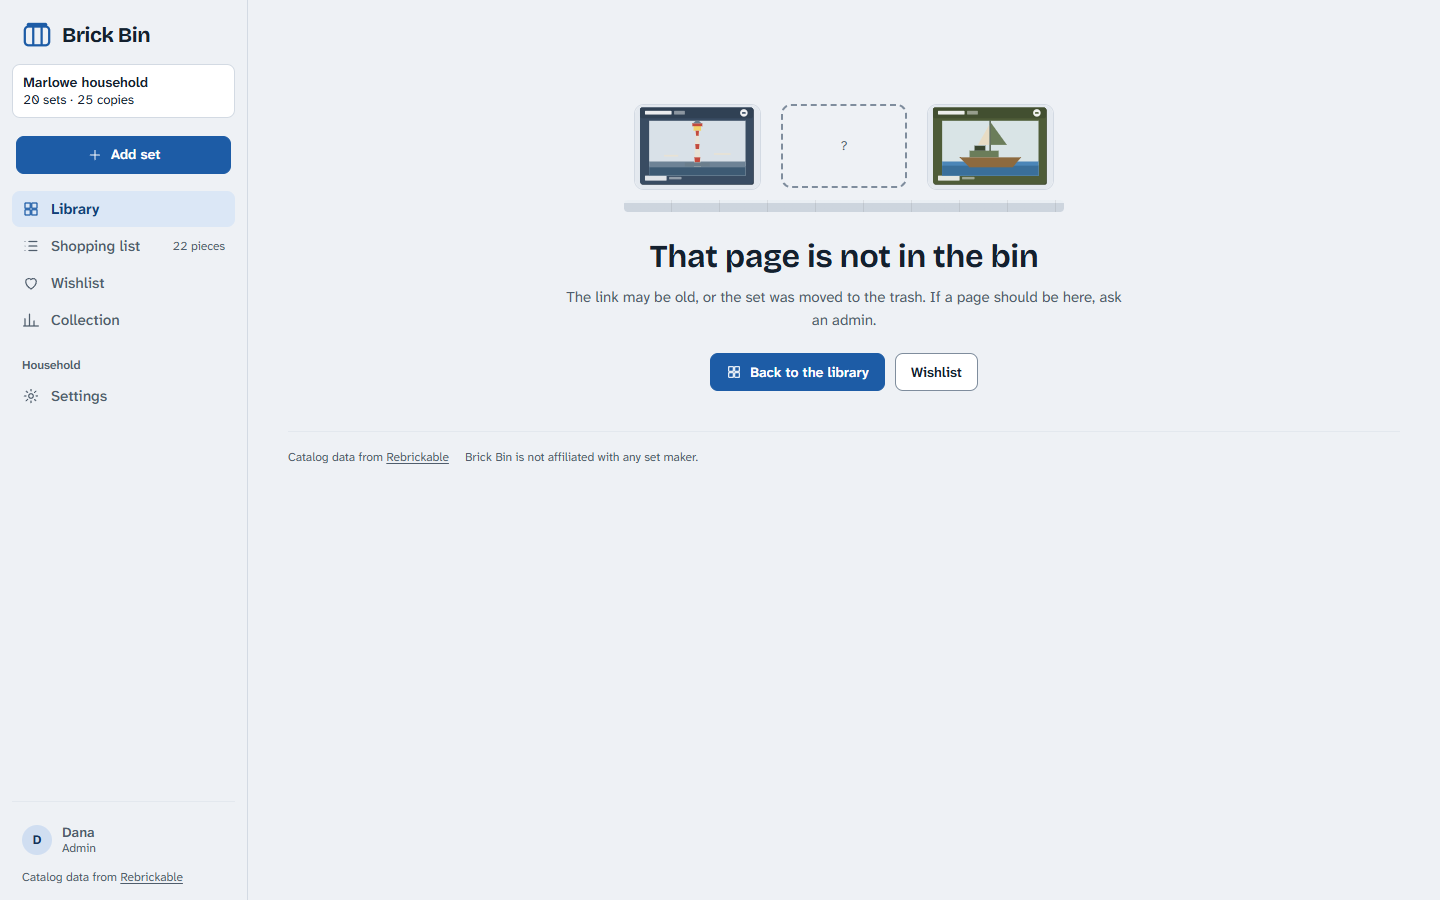 Brick Bin
Marlowe household
20 sets · 25 copies
Add set
Library
Shopping list 22 pieces
Wishlist
Collection
Household
Settings
D
Dana
Admin
Catalog data from Rebrickable
?
That page is not in the bin
The link may be old, or the set was moved to the trash. If a page should be here, ask
an admin.
Back to the library
Wishlist
Catalog data from Rebrickable Brick Bin is not affiliated with any set maker.